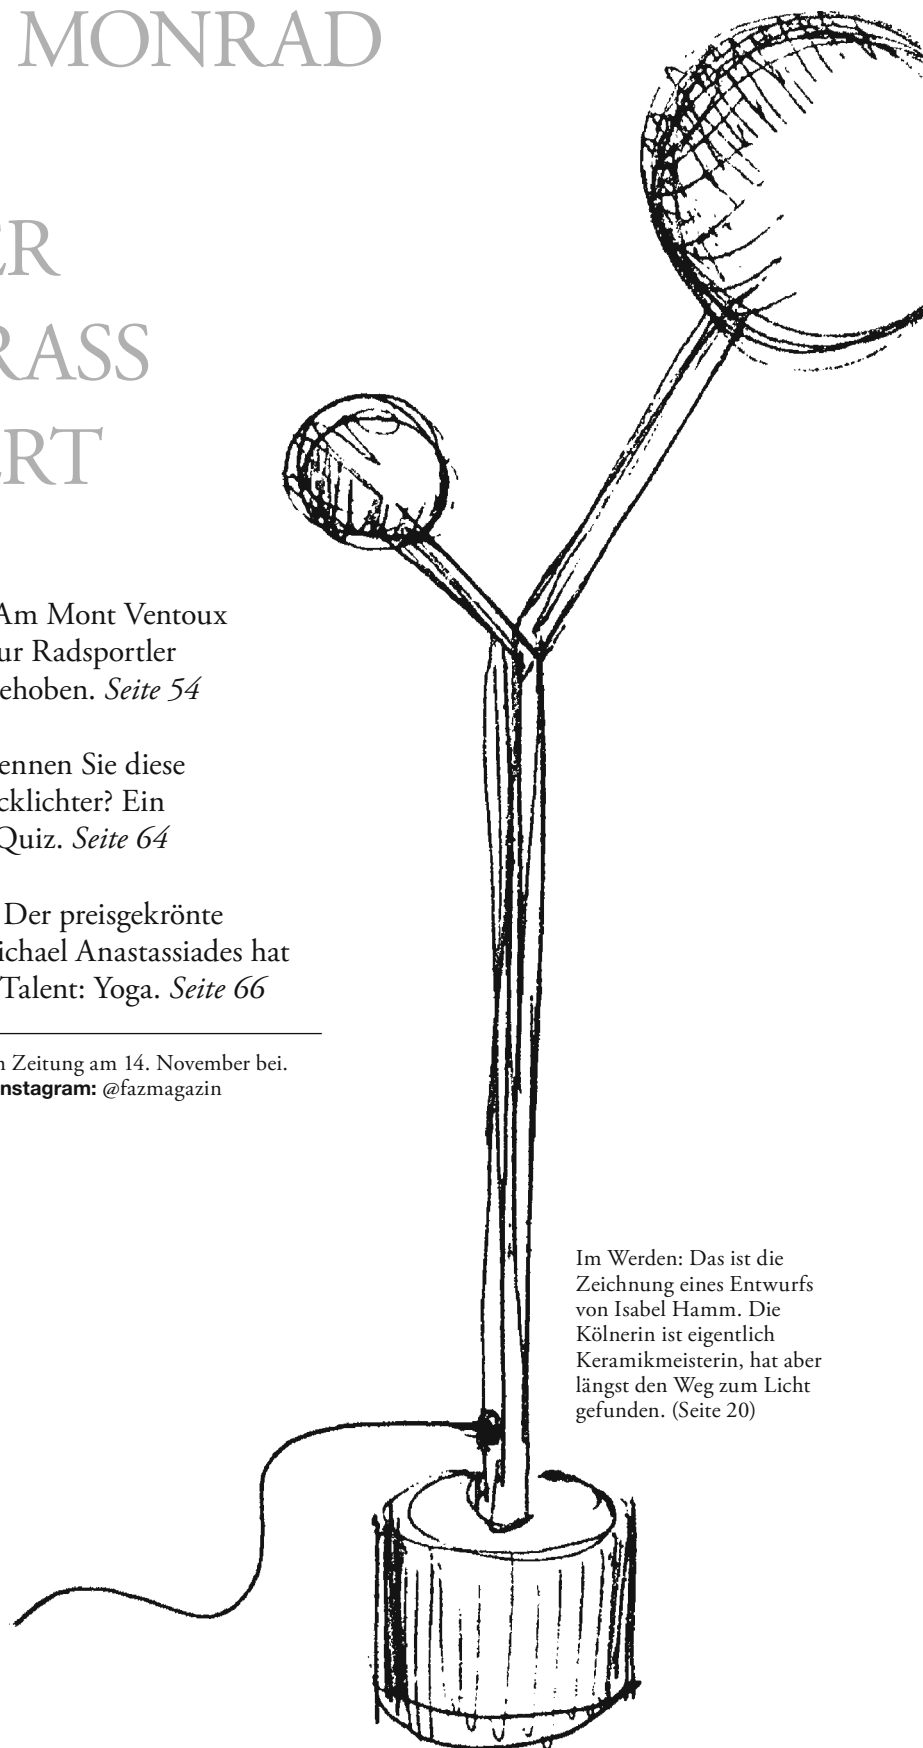 MONRAD
ER
RASS
ERT
Am Mont Ventoux
ur Radsportler
ehoben. Seite 54
ennen Sie diese
cklichter? Ein
Quiz. Seite 64
Der preisgekrönte
ichael Anastassiades hat
Talent: Yoga. Seite 66
n Zeitung am 14. November bei.
nstagram: @fazmagazin
Im Werden: Das ist die
Zeichnung eines Entwurfs
von Isabel Hamm. Die
Kölnerin ist eigentlich
Keramikmeisterin, hat aber
längst den Weg zum Licht
gefunden. (Seite 20)